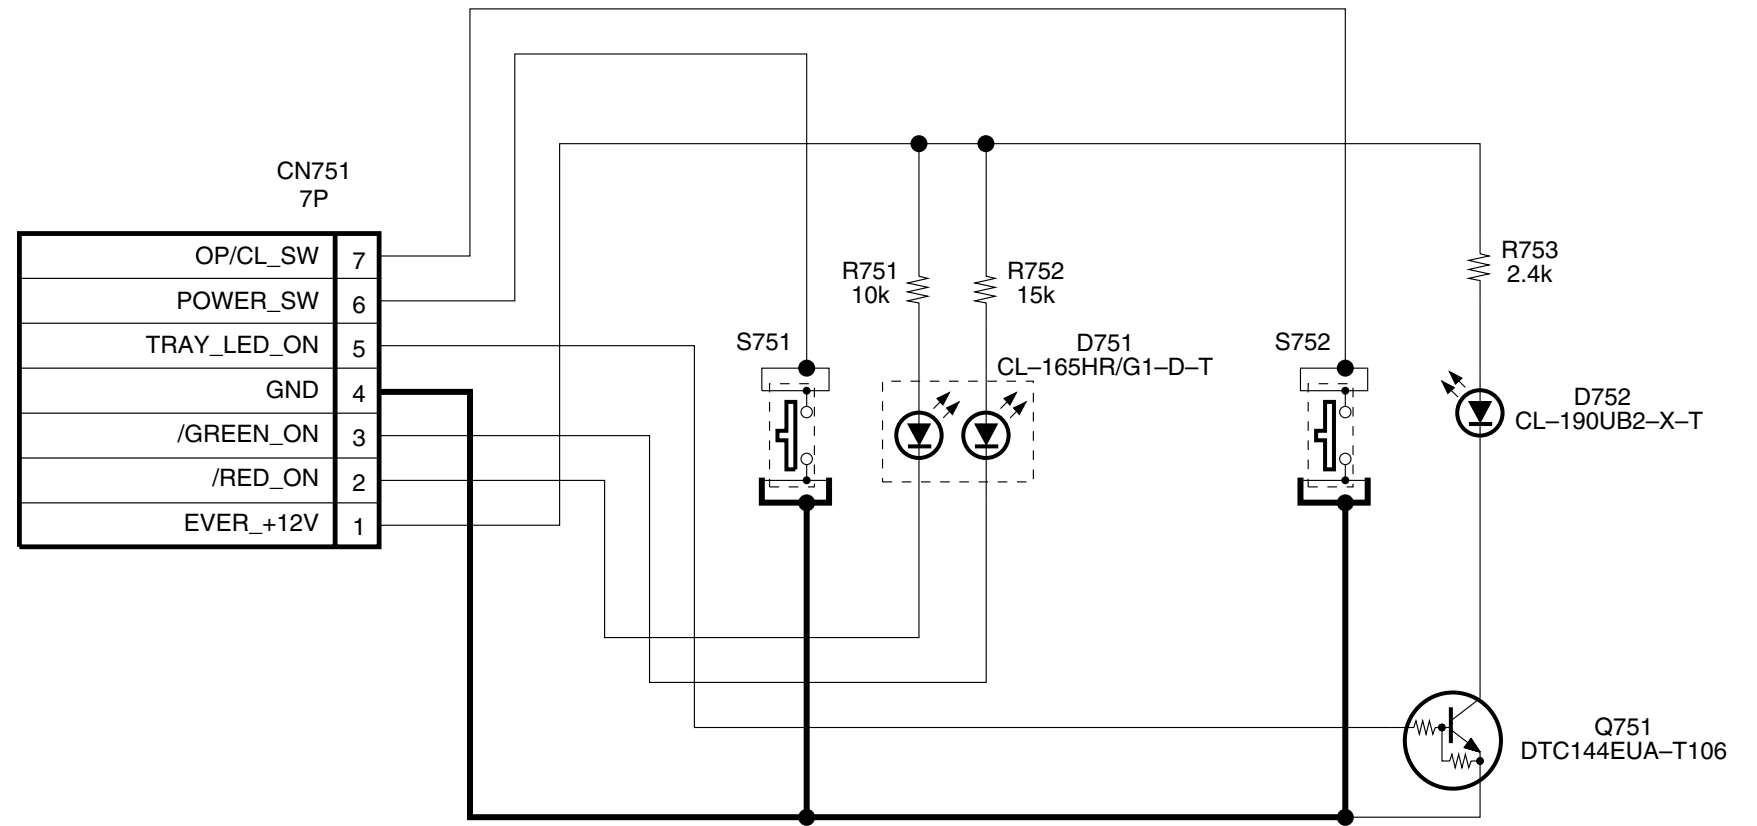 CN751
7P
OP/CL_SW 7
POWER_SW 6
TRAY_LED_ON 5
GND 4
/GREEN_ON 3
/RED_ON 2
EVER_+12V 1
R751
10k
R752
15k
R753
2.4k
S751
D751
CL–165HR/G1–D–T
S752
D752
CL–190UB2–X–T
Q751
DTC144EUA–T106